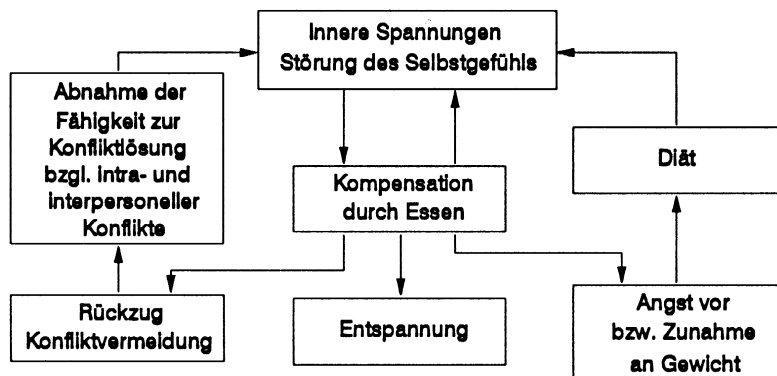 Innere Spannungen
Störung des Selbstgefühls
Abnahme der
Fähigkeit zur
Konfliktlösung
bzgl. intra- und
interpersoneller
Konflikte
Kompensation
durch Essen
Diät
Rückzug
Konfliktvermeidung
Entspannung
Angst vor
bzw. Zunahme
an Gewicht